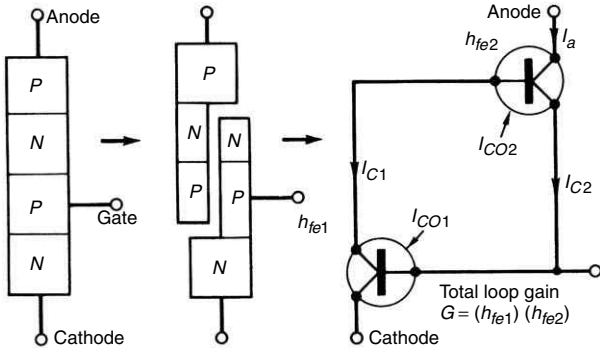 Anode
P
N
P
N
Gate
Cathode
P
N
P
N
P
N
h_fe1
Anode
I_a
h_fe2
I_CO2
I_C1
I_C2
I_CO1
Total loop gain
G = (h_fe1) (h_fe2)
Cathode